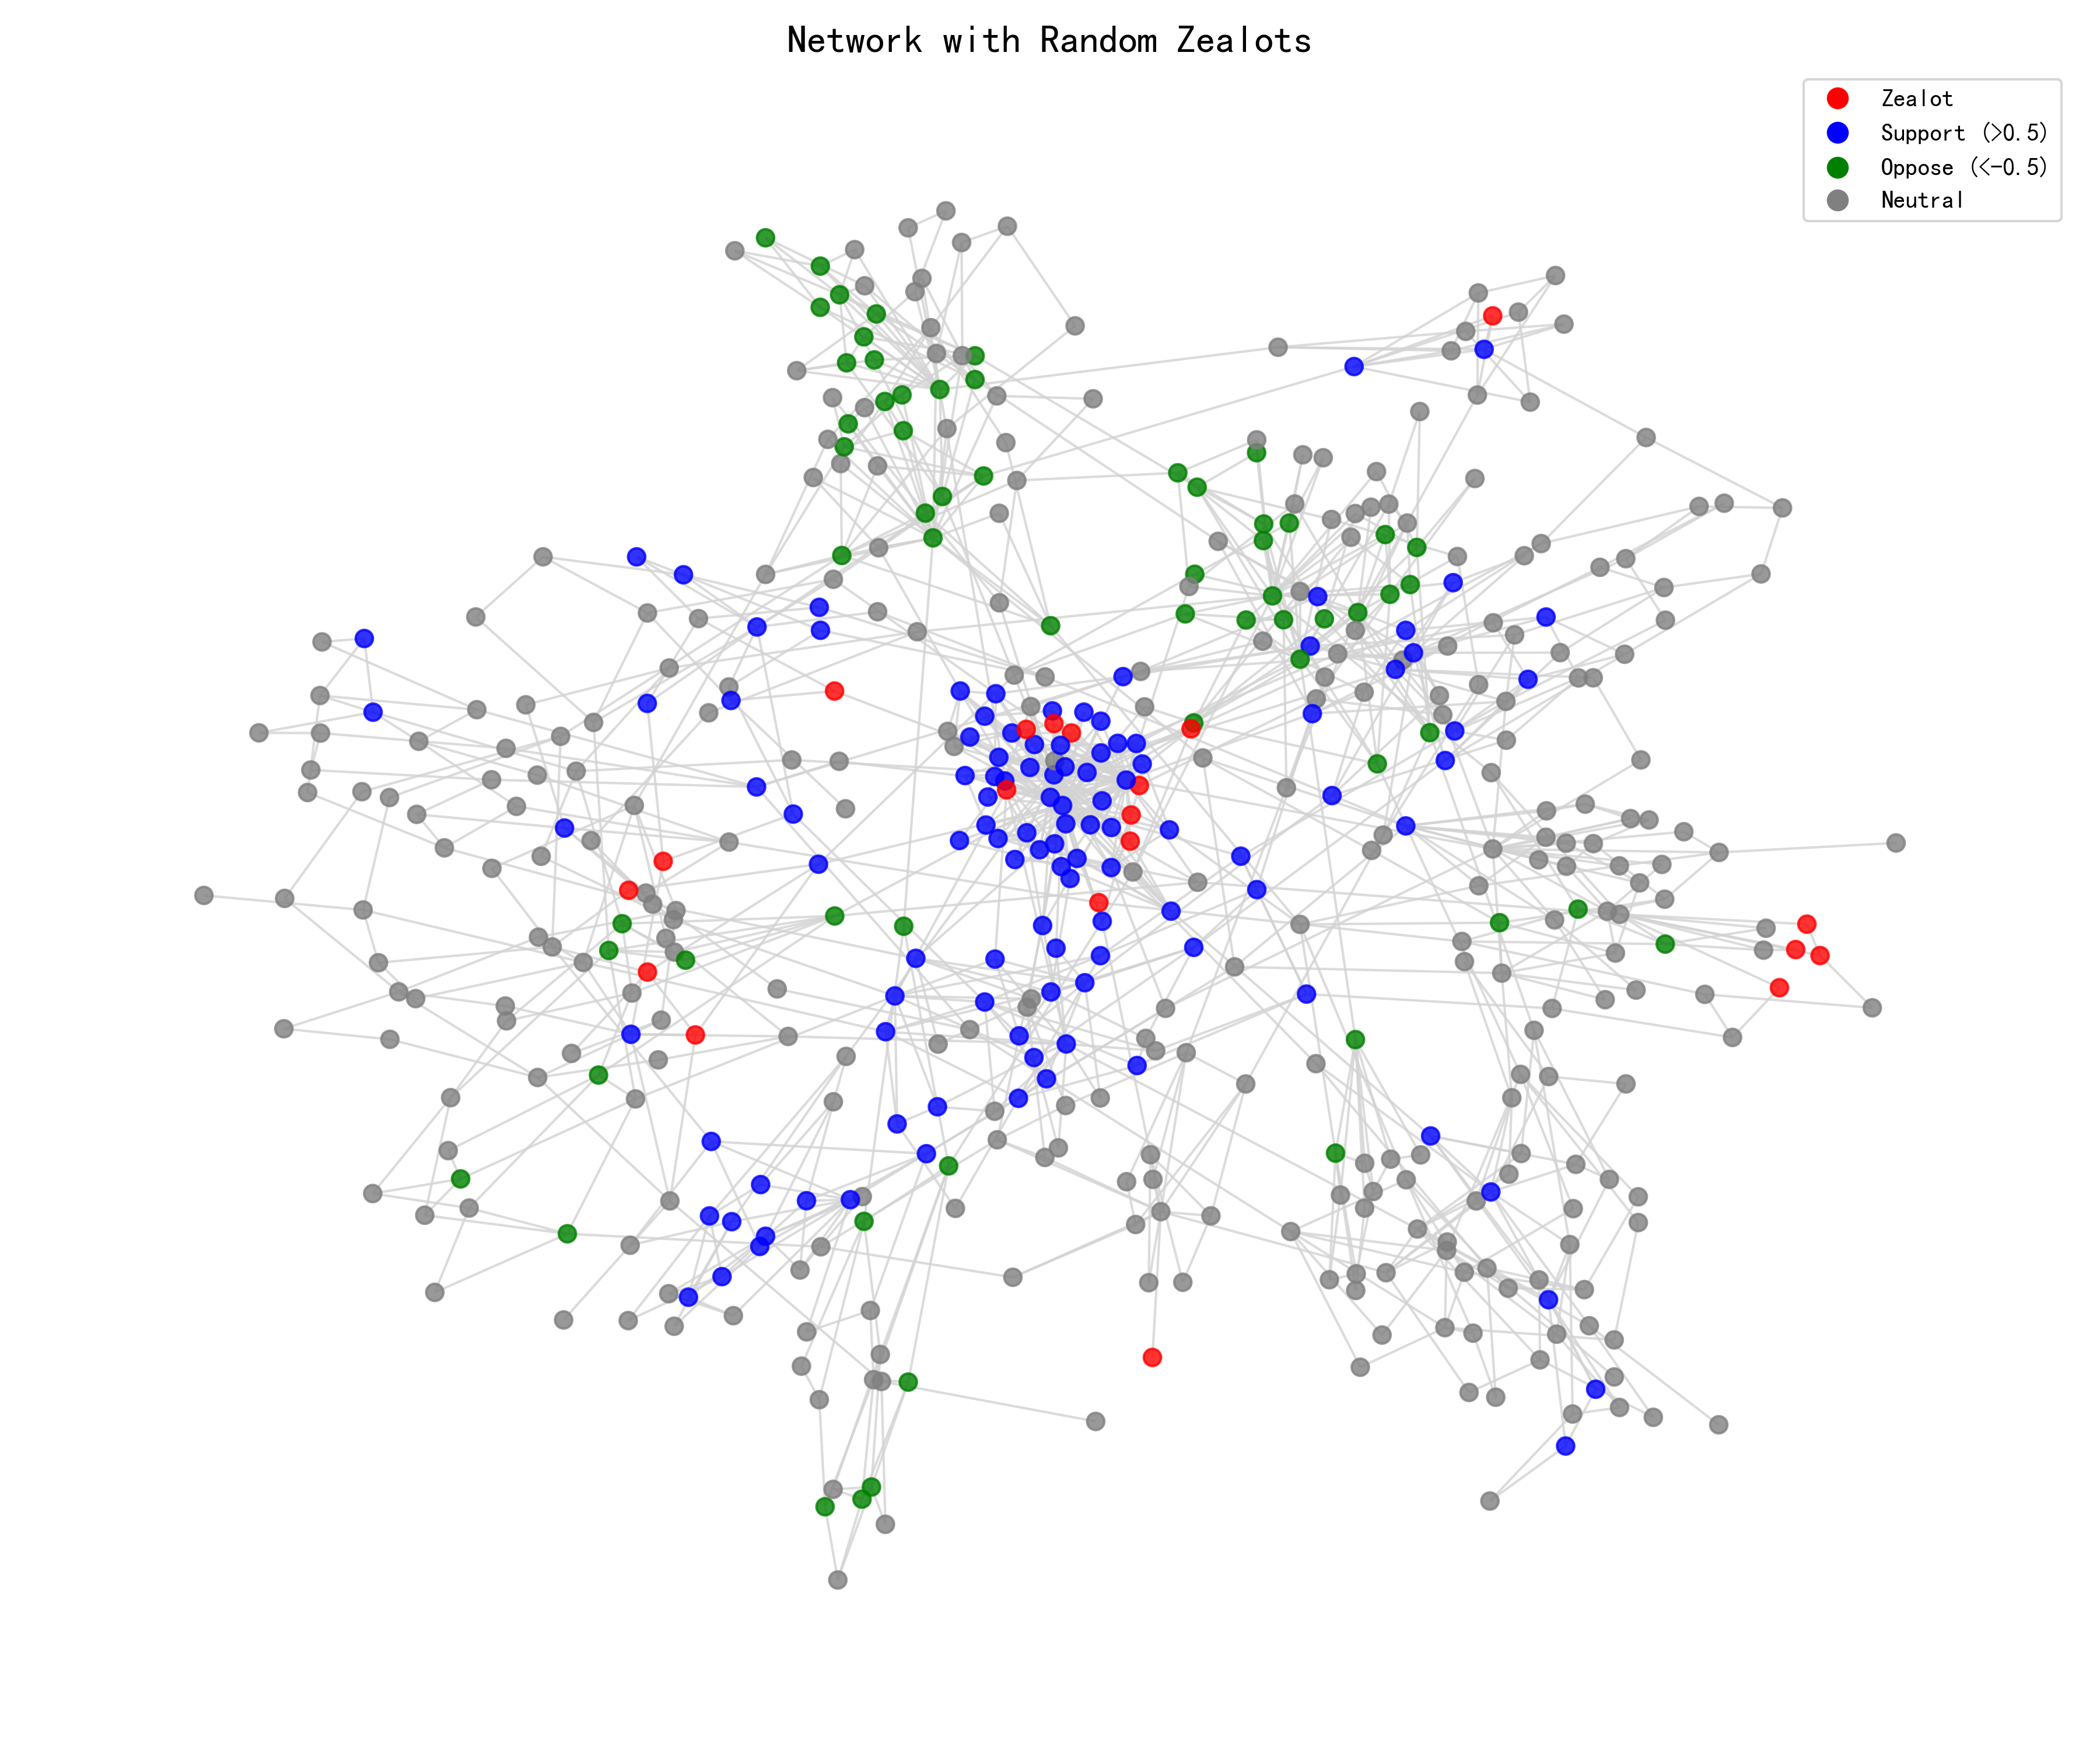 Network with Random Zealots
Zealot
Support (>0.5)
Oppose (<-0.5)
Neutral